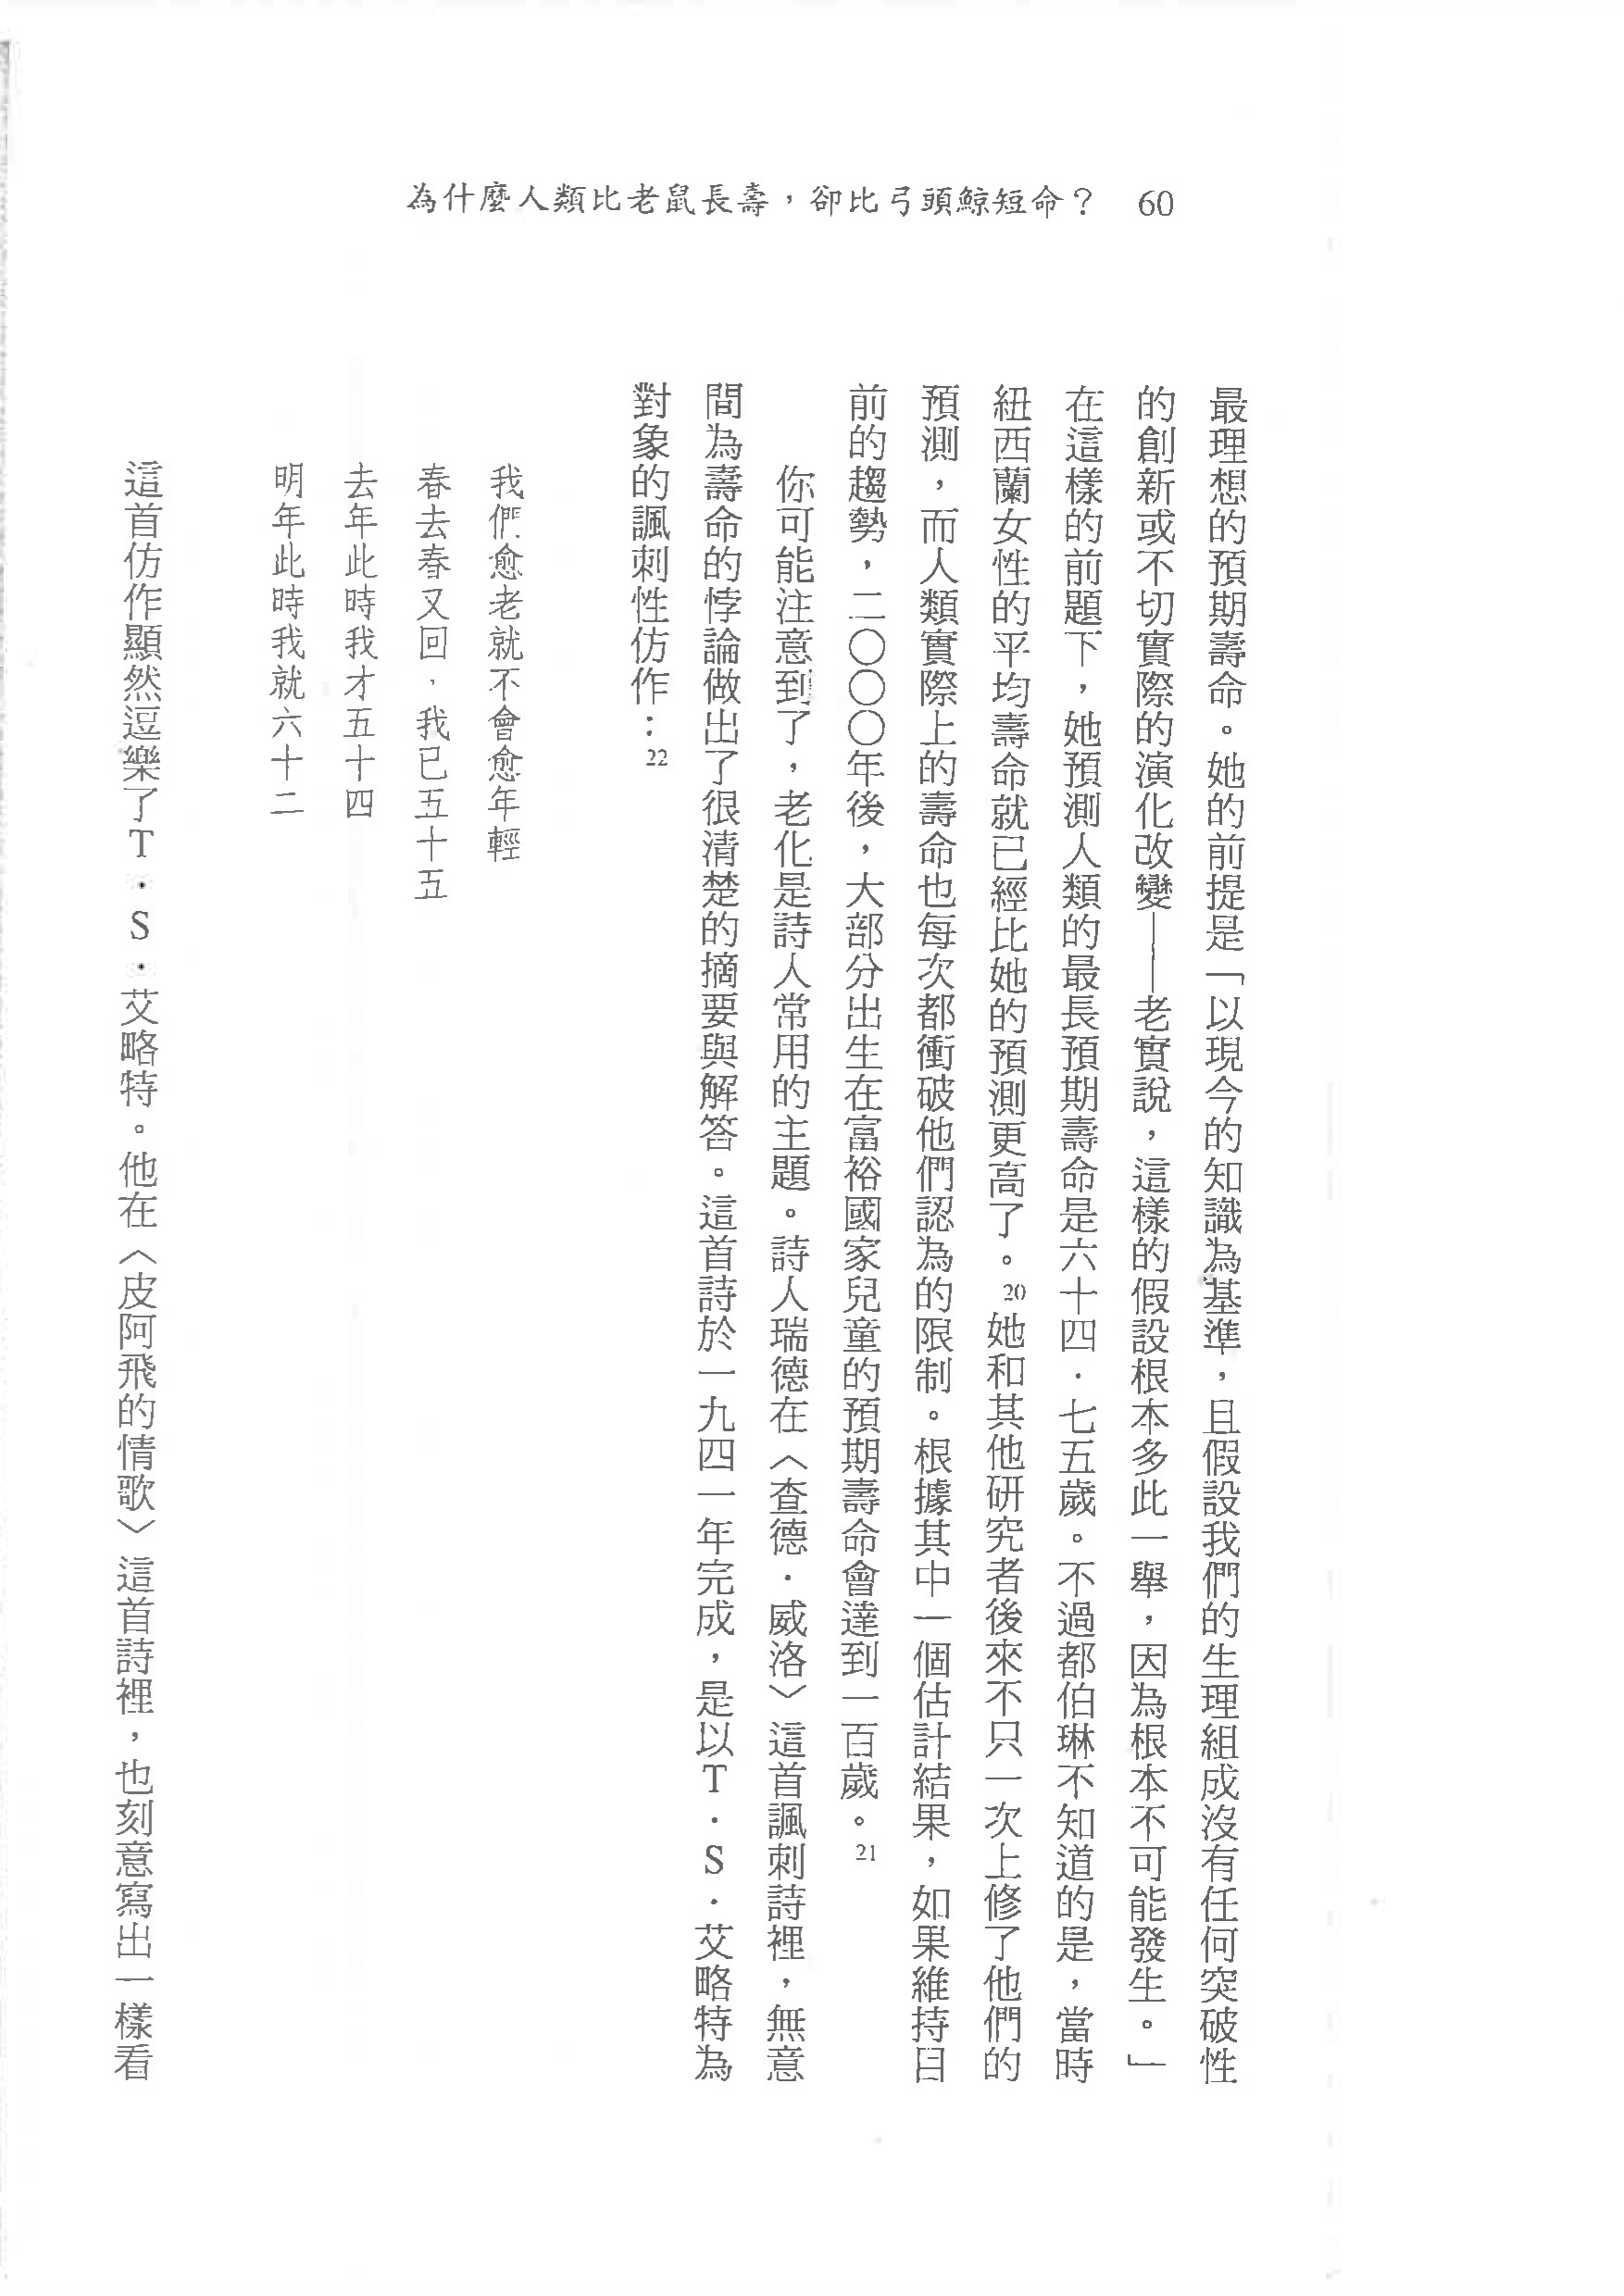 為什麼人類比老鼠長壽，卻比弓頭鯨短命？ 60
最理想的預期壽命。她的前提是「以現今的知識為基準，且假設我們的生理組成沒有任何突破性
的創新或不切實際的演化改變——老實說，這樣的假設根本多此一舉，因為根本不可能發生。」
在這樣的前題下，她預測人類的最長預期壽命是六十四．七五歲。不過都伯琳不知道的是，當時
紐西蘭女性的平均壽命就已經比她的預測更高了。20她和其他研究者後來不只一次上修了他們的
預測，而人類實際上的壽命也每次都衝破他們認為的限制。根據其中一個估計結果，如果維持目
前的趨勢，二〇〇〇年後，大部分出生在富裕國家兒童的預期壽命會達到一百歲。21
你可能注意到了，老化是詩人常用的主題。詩人瑞德在〈查德．威洛〉這首諷刺詩裡，無意
間為壽命的悖論做出了很清楚的摘要與解答。這首詩於一九四一年完成，是以T．S．艾略特為
對象的諷刺性仿作：22
我們愈老就不會愈年輕
春去春又回，我已五十五
去年此時我才五十四
明年此時我就六十二
這首仿作顯然逗樂了T．S．艾略特。他在〈皮阿飛的情歌〉這首詩裡，也刻意寫出一樣看